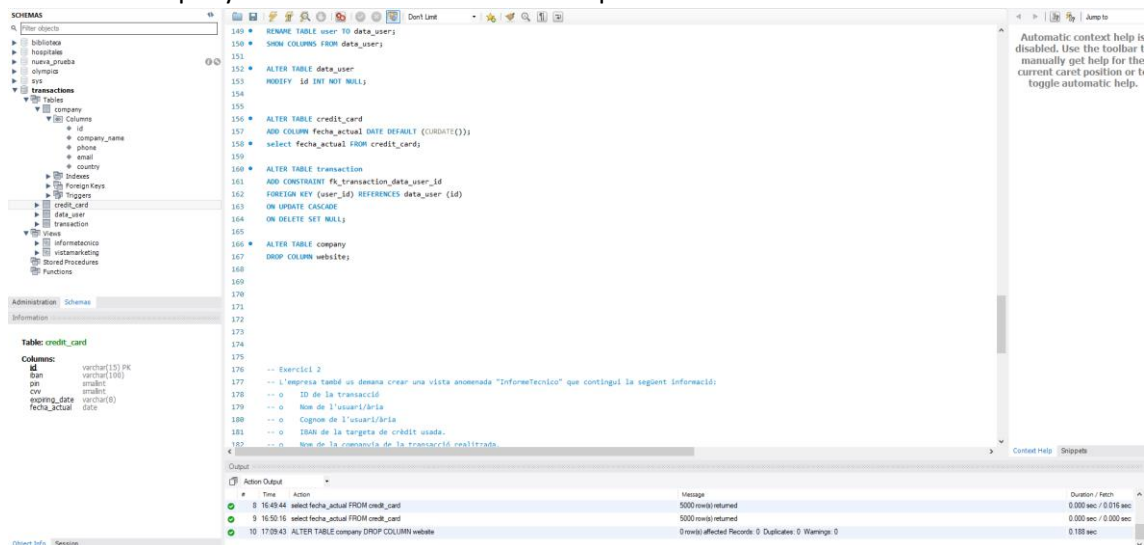 SCHEMAS
Filter objects
biblioteca
hospitales
nueva_prueba
olympics
sys
transactions
Tables
company
Columns
id
company_name
phone
email
country
Indexes
Foreign Keys
Triggers
credit_card
data_user
transaction
Views
informetecnico
vistamarketing
Stored Procedures
Functions
Administration Schemas
Information
Table: credit_card
Columns:
id varchar(15) PK
iban varchar(100)
pin smallint
cvv smallint
expiring_date varchar(8)
fecha_actual date
Object Info Session
Don't Limit
149 RENAME TABLE user TO data_user;
150 SHOW COLUMNS FROM data_user;
151
152 ALTER TABLE data_user
153 MODIFY id INT NOT NULL;
154
155
156 ALTER TABLE credit_card
157 ADD COLUMN fecha_actual DATE DEFAULT (CURDATE());
158 select fecha_actual FROM credit_card;
159
160 ALTER TABLE transaction
161 ADD CONSTRAINT fk_transaction_data_user_id
162 FOREIGN KEY (user_id) REFERENCES data_user (id)
163 ON UPDATE CASCADE
164 ON DELETE SET NULL;
165
166 ALTER TABLE company
167 DROP COLUMN website;
168
169
170
171
172
173
174
175
176 -- Exercici 2
177 -- L'empresa també us demana crear una vista anomenada "InformeTecnico" que contingui la següent informació:
178 -- o ID de la transacció
179 -- o Nom de l'usuari/ària
180 -- o Cognom de l'usuari/ària
181 -- o IBAN de la targeta de crèdit usada.
182 -- o Nom de la companyia de la transacció realitzada.
Output
Action Output
# Time Action Message Duration / Fetch
8 16:49:44 select fecha_actual FROM credit_card 5000 row(s) returned 0.000 sec / 0.016 sec
9 16:50:16 select fecha_actual FROM credit_card 5000 row(s) returned 0.000 sec / 0.000 sec
10 17:09:43 ALTER TABLE company DROP COLUMN website 0 row(s) affected Records: 0 Duplicates: 0 Warnings: 0 0.188 sec
Jump to
Automatic context help is
disabled. Use the toolbar t
manually get help for the
current caret position or to
toggle automatic help.
Context Help Snippets